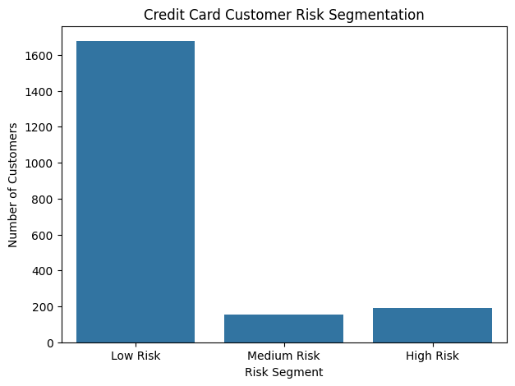 Credit Card Customer Risk Segmentation
Number of Customers
1600
1400
1200
1000
800
600
400
200
0
Low Risk Medium Risk High Risk
Risk Segment